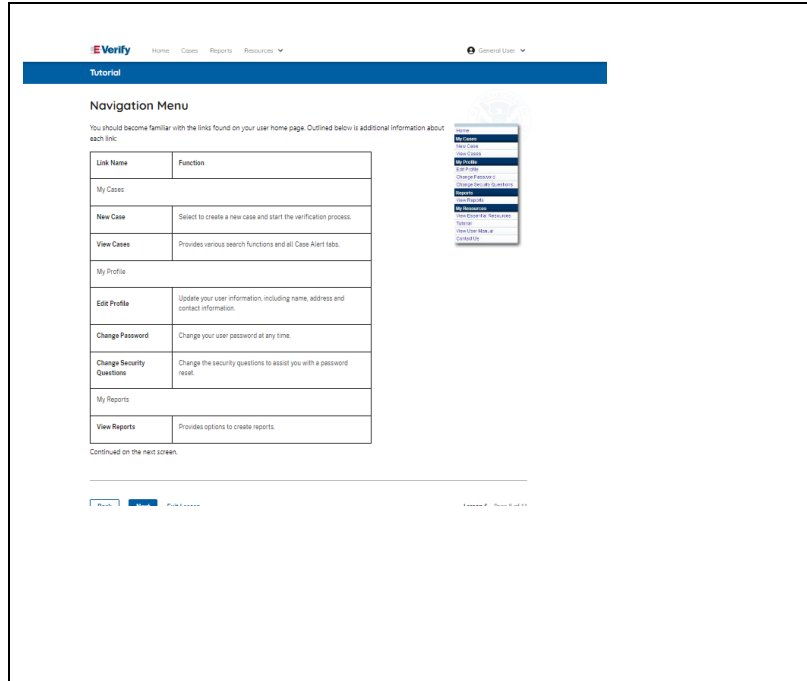 E-Verify Home Cases Reports Resources General User
Tutorial
Navigation Menu
You should become familiar with the links found on your user home page. Outlined below is additional information about
each link:
Link Name Function
My Cases
New Case Select to create a new case and start the verification process.
View Cases Provides various search functions and all Case Alert tabs.
My Profile
Edit Profile Update your user information, including name, address and
contact information.
Change Password Change your user password at any time.
Change Security Change the security questions to assist you with a password
Questions reset.
My Reports
View Reports Provides options to create reports.
Continued on the next screen.
Home
My Cases
New Case
View Cases
My Profile
Edit Profile
Change Password
Change Security Questions
Reports
View Reports
My Resources
View Essential Resources
Tutorial
View User Manual
Contact Us
Back Next Exit Lesson